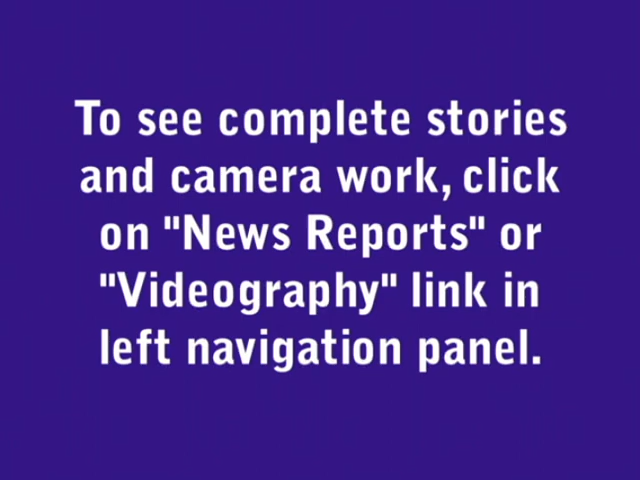 To see complete stories
and camera work, click
on "News Reports" or
"Videography" link in
left navigation panel.